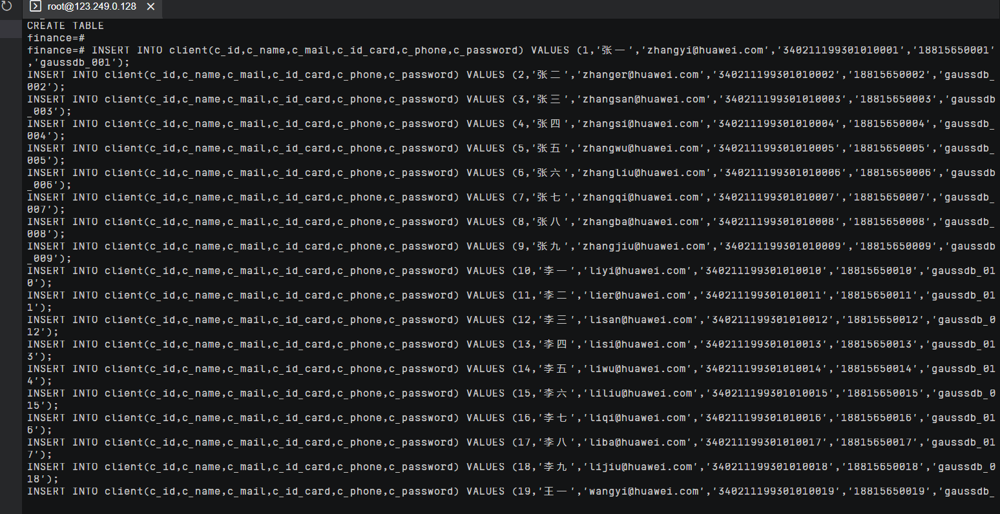 root@123.249.0.128
CREATE TABLE
finance=#
finance=# INSERT INTO client(c_id,c_name,c_mail,c_id_card,c_phone,c_password) VALUES (1,'张一','zhangyi@huawei.com','340211199301010001','18815650001'
,'gaussdb_001');
INSERT INTO client(c_id,c_name,c_mail,c_id_card,c_phone,c_password) VALUES (2,'张二','zhanger@huawei.com','340211199301010002','18815650002','gaussdb_
002');
INSERT INTO client(c_id,c_name,c_mail,c_id_card,c_phone,c_password) VALUES (3,'张三','zhangsan@huawei.com','340211199301010003','18815650003','gaussdb
_003');
INSERT INTO client(c_id,c_name,c_mail,c_id_card,c_phone,c_password) VALUES (4,'张四','zhangsi@huawei.com','340211199301010004','18815650004','gaussdb_
004');
INSERT INTO client(c_id,c_name,c_mail,c_id_card,c_phone,c_password) VALUES (5,'张五','zhangwu@huawei.com','340211199301010005','18815650005','gaussdb_
005');
INSERT INTO client(c_id,c_name,c_mail,c_id_card,c_phone,c_password) VALUES (6,'张六','zhangliu@huawei.com','340211199301010006','18815650006','gaussdb
_006');
INSERT INTO client(c_id,c_name,c_mail,c_id_card,c_phone,c_password) VALUES (7,'张七','zhangqi@huawei.com','340211199301010007','18815650007','gaussdb_
007');
INSERT INTO client(c_id,c_name,c_mail,c_id_card,c_phone,c_password) VALUES (8,'张八','zhangba@huawei.com','340211199301010008','18815650008','gaussdb_
008');
INSERT INTO client(c_id,c_name,c_mail,c_id_card,c_phone,c_password) VALUES (9,'张九','zhangjiu@huawei.com','340211199301010009','18815650009','gaussdb
_009');
INSERT INTO client(c_id,c_name,c_mail,c_id_card,c_phone,c_password) VALUES (10,'李一','liyi@huawei.com','340211199301010010','18815650010','gaussdb_01
0');
INSERT INTO client(c_id,c_name,c_mail,c_id_card,c_phone,c_password) VALUES (11,'李二','lier@huawei.com','340211199301010011','18815650011','gaussdb_01
1');
INSERT INTO client(c_id,c_name,c_mail,c_id_card,c_phone,c_password) VALUES (12,'李三','lisan@huawei.com','340211199301010012','18815650012','gaussdb_0
12');
INSERT INTO client(c_id,c_name,c_mail,c_id_card,c_phone,c_password) VALUES (13,'李四','lisi@huawei.com','340211199301010013','18815650013','gaussdb_01
3');
INSERT INTO client(c_id,c_name,c_mail,c_id_card,c_phone,c_password) VALUES (14,'李五','liwu@huawei.com','340211199301010014','18815650014','gaussdb_01
4');
INSERT INTO client(c_id,c_name,c_mail,c_id_card,c_phone,c_password) VALUES (15,'李六','liliu@huawei.com','340211199301010015','18815650015','gaussdb_0
15');
INSERT INTO client(c_id,c_name,c_mail,c_id_card,c_phone,c_password) VALUES (16,'李七','liqi@huawei.com','340211199301010016','18815650016','gaussdb_01
6');
INSERT INTO client(c_id,c_name,c_mail,c_id_card,c_phone,c_password) VALUES (17,'李八','liba@huawei.com','340211199301010017','18815650017','gaussdb_01
7');
INSERT INTO client(c_id,c_name,c_mail,c_id_card,c_phone,c_password) VALUES (18,'李九','lijiu@huawei.com','340211199301010018','18815650018','gaussdb_0
18');
INSERT INTO client(c_id,c_name,c_mail,c_id_card,c_phone,c_password) VALUES (19,'王一','wangyi@huawei.com','340211199301010019','18815650019','gaussdb_